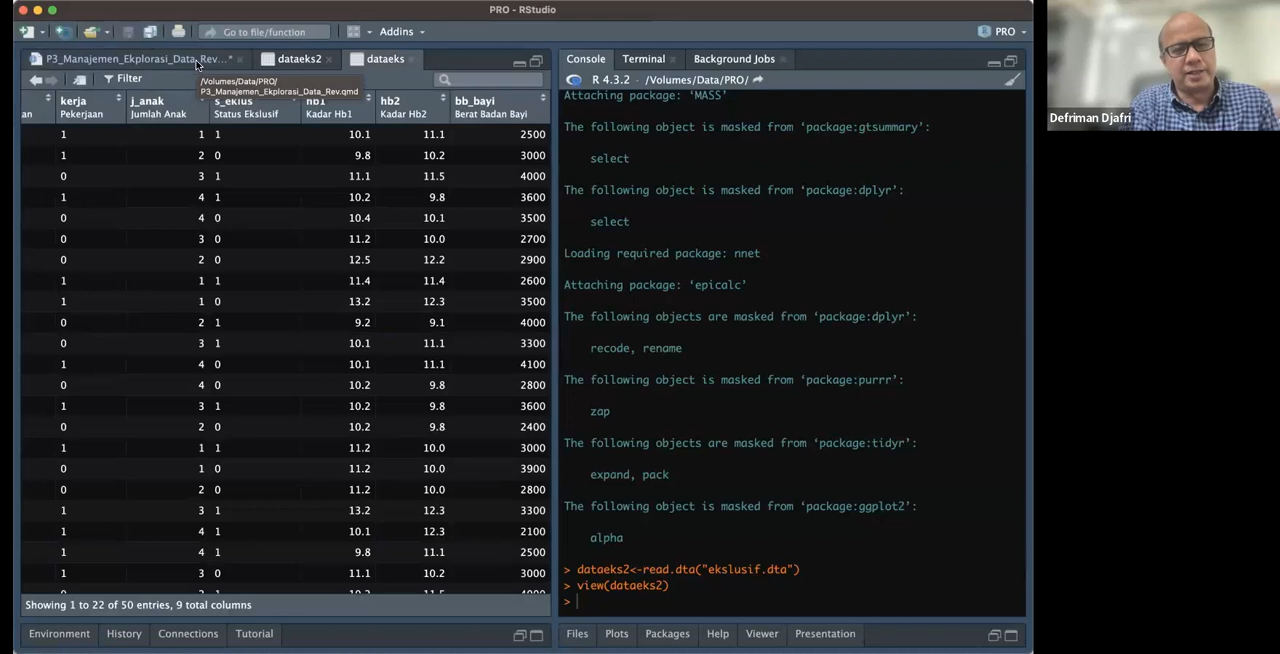 PRO - RStudio
Go to file/function
Addins
PRO
P3_Manajemen_Ekplorasi_Data_Rev...*
dataeks2
dataeks
Filter
/Volumes/Data/PRO/
P3_Manajemen_Ekplorasi_Data_Rev.qmd
kerja j_anak s_eklus hb1 hb2 bb_bayi
an Pekerjaan Jumlah Anak Status Ekslusif Kadar Hb1 Kadar Hb2 Berat Badan Bayi
1 1 1 10.1 11.1 2500
1 2 0 9.8 10.2 3000
0 3 1 11.1 11.5 4000
1 4 1 10.2 9.8 3600
0 4 0 10.4 10.1 3500
0 3 0 11.2 10.0 2700
0 2 0 12.5 12.2 2900
1 1 1 11.4 11.4 2600
1 1 0 13.2 12.3 3500
0 2 1 9.2 9.1 4000
0 3 1 10.1 11.1 3300
1 4 0 10.1 11.1 4100
0 4 0 10.2 9.8 2800
1 3 1 10.2 9.8 3600
0 2 0 10.2 9.8 2400
1 1 1 11.2 10.0 3000
0 1 0 11.2 10.0 3900
0 2 0 11.2 10.0 2800
1 3 1 13.2 12.3 3300
1 4 1 10.1 12.3 2100
1 4 1 9.8 11.1 2500
1 3 0 11.1 10.2 3000
Showing 1 to 22 of 50 entries, 9 total columns
Environment History Connections Tutorial
Console Terminal Background Jobs
R 4.3.2 · /Volumes/Data/PRO/
Attaching package: ‘MASS’
The following object is masked from ‘package:gtsummary’:
select
The following object is masked from ‘package:dplyr’:
select
Loading required package: nnet
Attaching package: ‘epicalc’
The following objects are masked from ‘package:dplyr’:
recode, rename
The following object is masked from ‘package:purrr’:
zap
The following objects are masked from ‘package:tidyr’:
expand, pack
The following object is masked from ‘package:ggplot2’:
alpha
> dataeks2<-read.dta("ekslusif.dta")
> view(dataeks2)
>
Files Plots Packages Help Viewer Presentation
Defriman Djafri